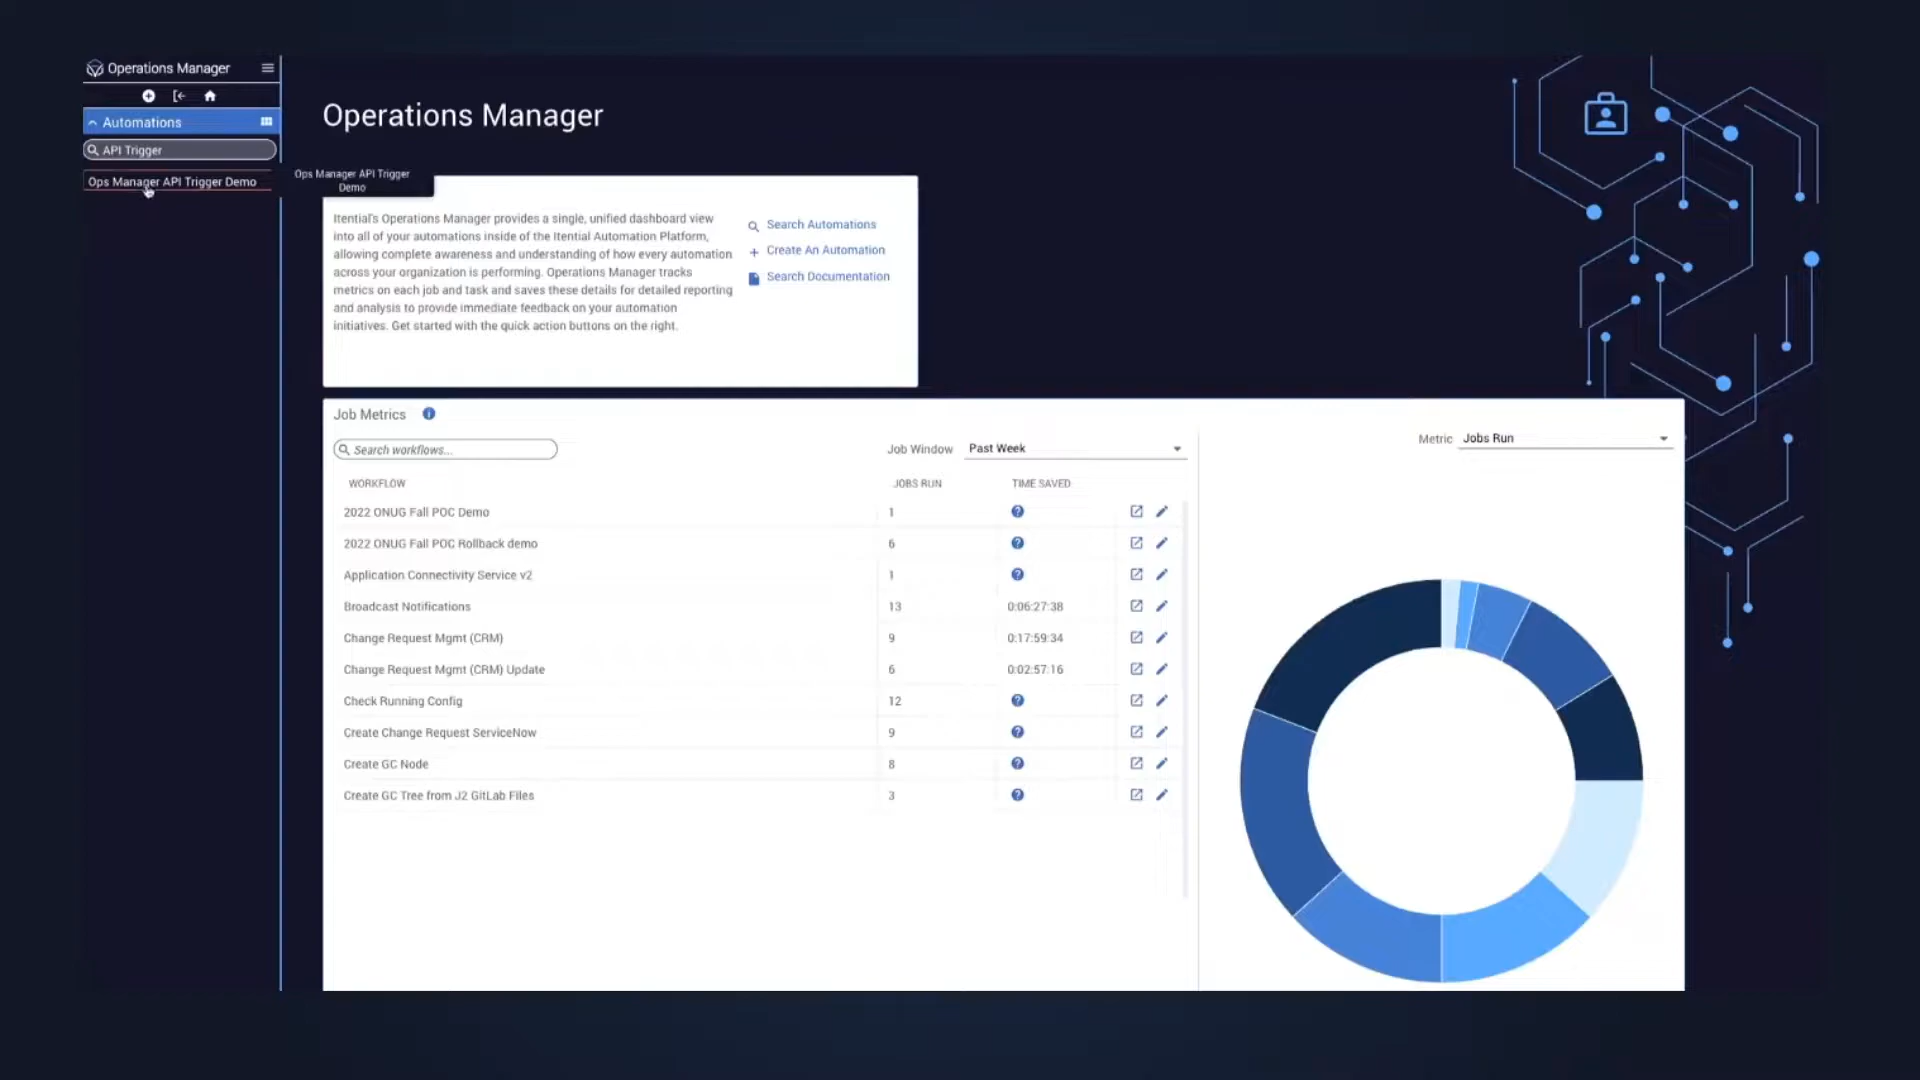 Operations Manager
Automations
API Trigger
Ops Manager API Trigger Demo
Operations Manager
Ops Manager API Trigger
Demo
Itential's Operations Manager provides a single, unified dashboard view
into all of your automations inside of the Itential Automation Platform,
allowing complete awareness and understanding of how every automation
across your organization is performing. Operations Manager tracks
metrics on each job and task and saves these details for detailed reporting
and analysis to provide immediate feedback on your automation
initiatives. Get started with the quick action buttons on the right.
Search Automations
Create An Automation
Search Documentation
Job Metrics
Search workflows...
Job Window Past Week
Metric Jobs Run
WORKFLOW JOBS RUN TIME SAVED
2022 ONUG Fall POC Demo 1
2022 ONUG Fall POC Rollback demo 6
Application Connectivity Service v2 1
Broadcast Notifications 13 0:06:27:38
Change Request Mgmt (CRM) 9 0:17:59:34
Change Request Mgmt (CRM) Update 6 0:02:57:16
Check Running Config 12
Create Change Request ServiceNow 9
Create GC Node 8
Create GC Tree from J2 GitLab Files 3